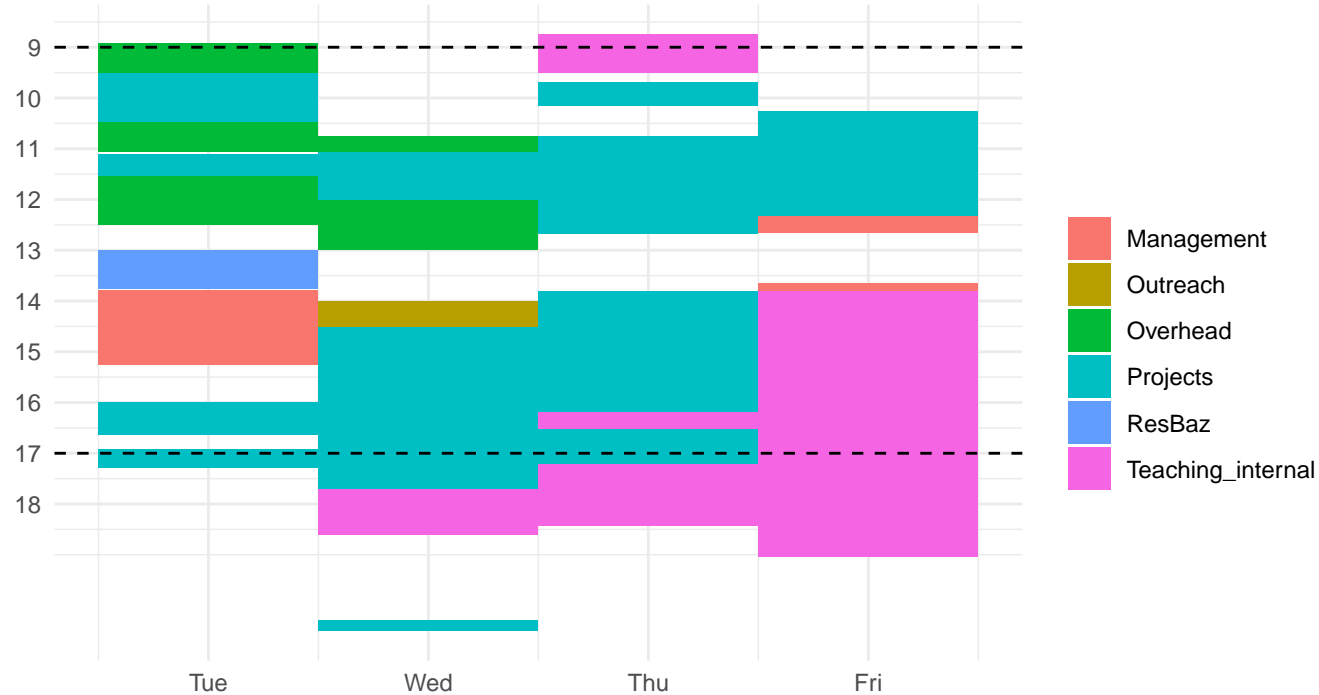 9
10
11
12
13
14
15
16
17
18
Tue Wed Thu Fri
Management
Outreach
Overhead
Projects
ResBaz
Teaching_internal